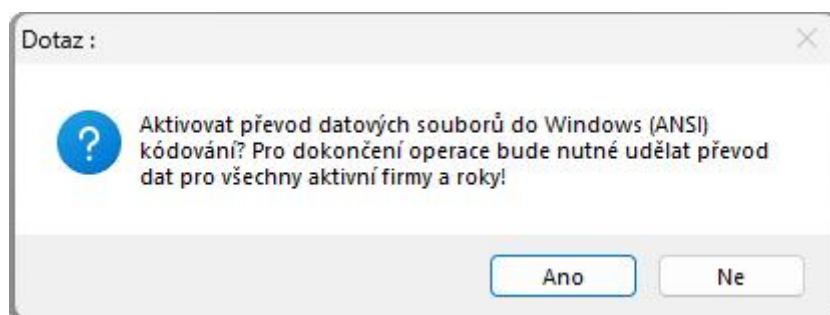 Dotaz :
Aktivovat převod datových souborů do Windows (ANSI)
kódování? Pro dokončení operace bude nutné udělat převod
dat pro všechny aktivní firmy a roky!
Ano
Ne